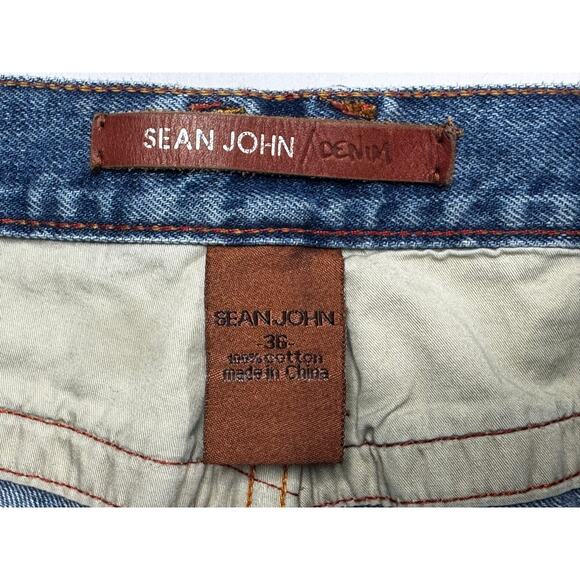 SEAN JOHN / DENIM
SEAN JOHN
-36-
100% cotton
made in China